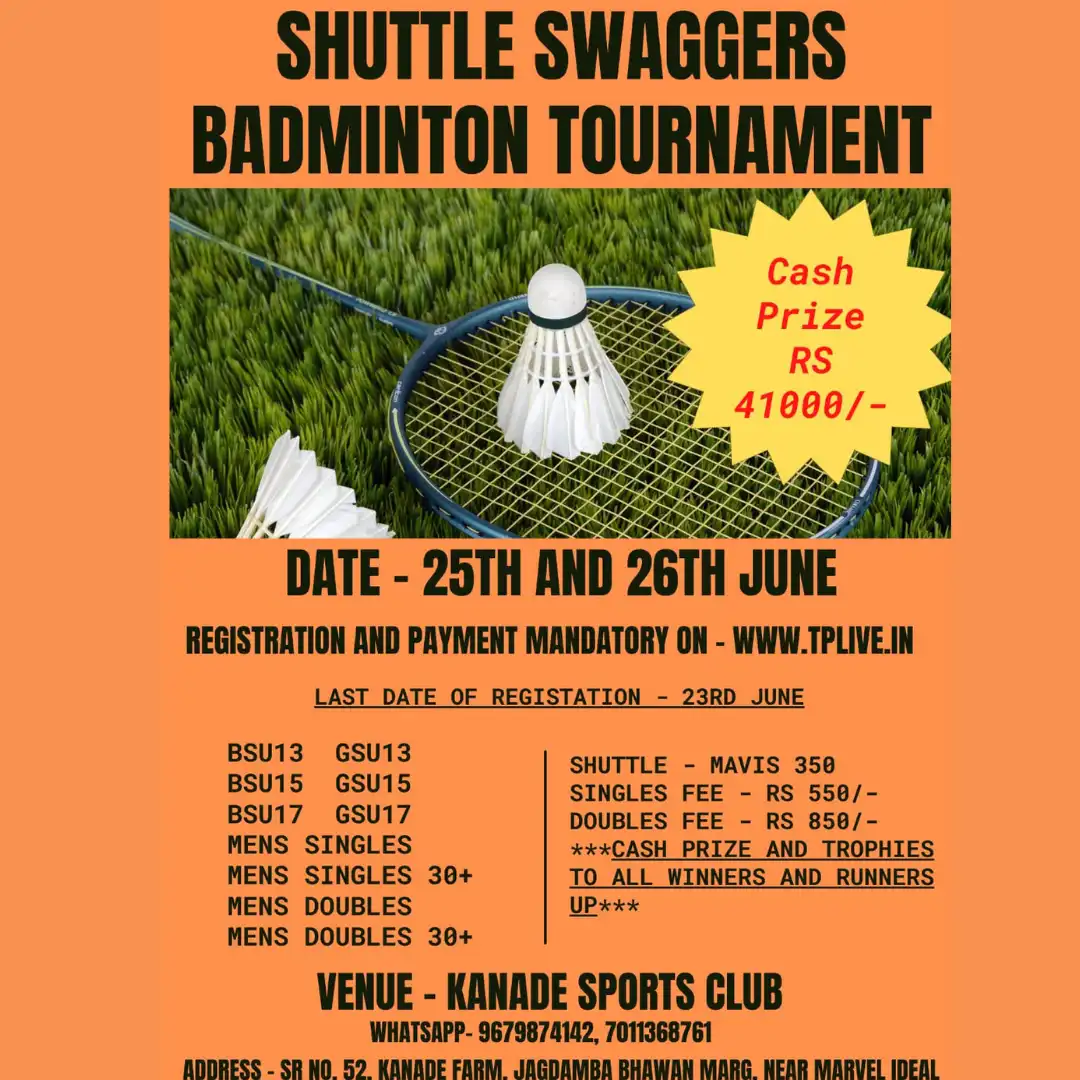 SHUTTLE SWAGGERS
BADMINTON TOURNAMENT
Cash
Prize
RS
41000/-
DATE - 25TH AND 26TH JUNE
REGISTRATION AND PAYMENT MANDATORY ON - WWW.TPLIVE.IN
LAST DATE OF REGISTATION - 23RD JUNE
BSU13 GSU13
BSU15 GSU15
BSU17 GSU17
MENS SINGLES
MENS SINGLES 30+
MENS DOUBLES
MENS DOUBLES 30+
SHUTTLE - MAVIS 350
SINGLES FEE - RS 550/-
DOUBLES FEE - RS 850/-
***CASH PRIZE AND TROPHIES
TO ALL WINNERS AND RUNNERS
UP***
VENUE - KANADE SPORTS CLUB
WHATSAPP- 9679874142, 7011368761
ADDRESS - SR NO. 52, KANADE FARM, JAGDAMBA BHAWAN MARG, NEAR MARVEL IDEAL